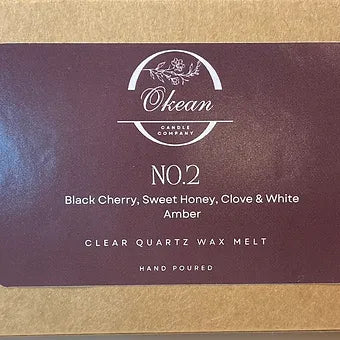 Okean
CANDLE
COMPANY
NO.2
Black Cherry, Sweet Honey, Clove & White
Amber
CLEAR QUARTZ WAX MELT
HAND POURED